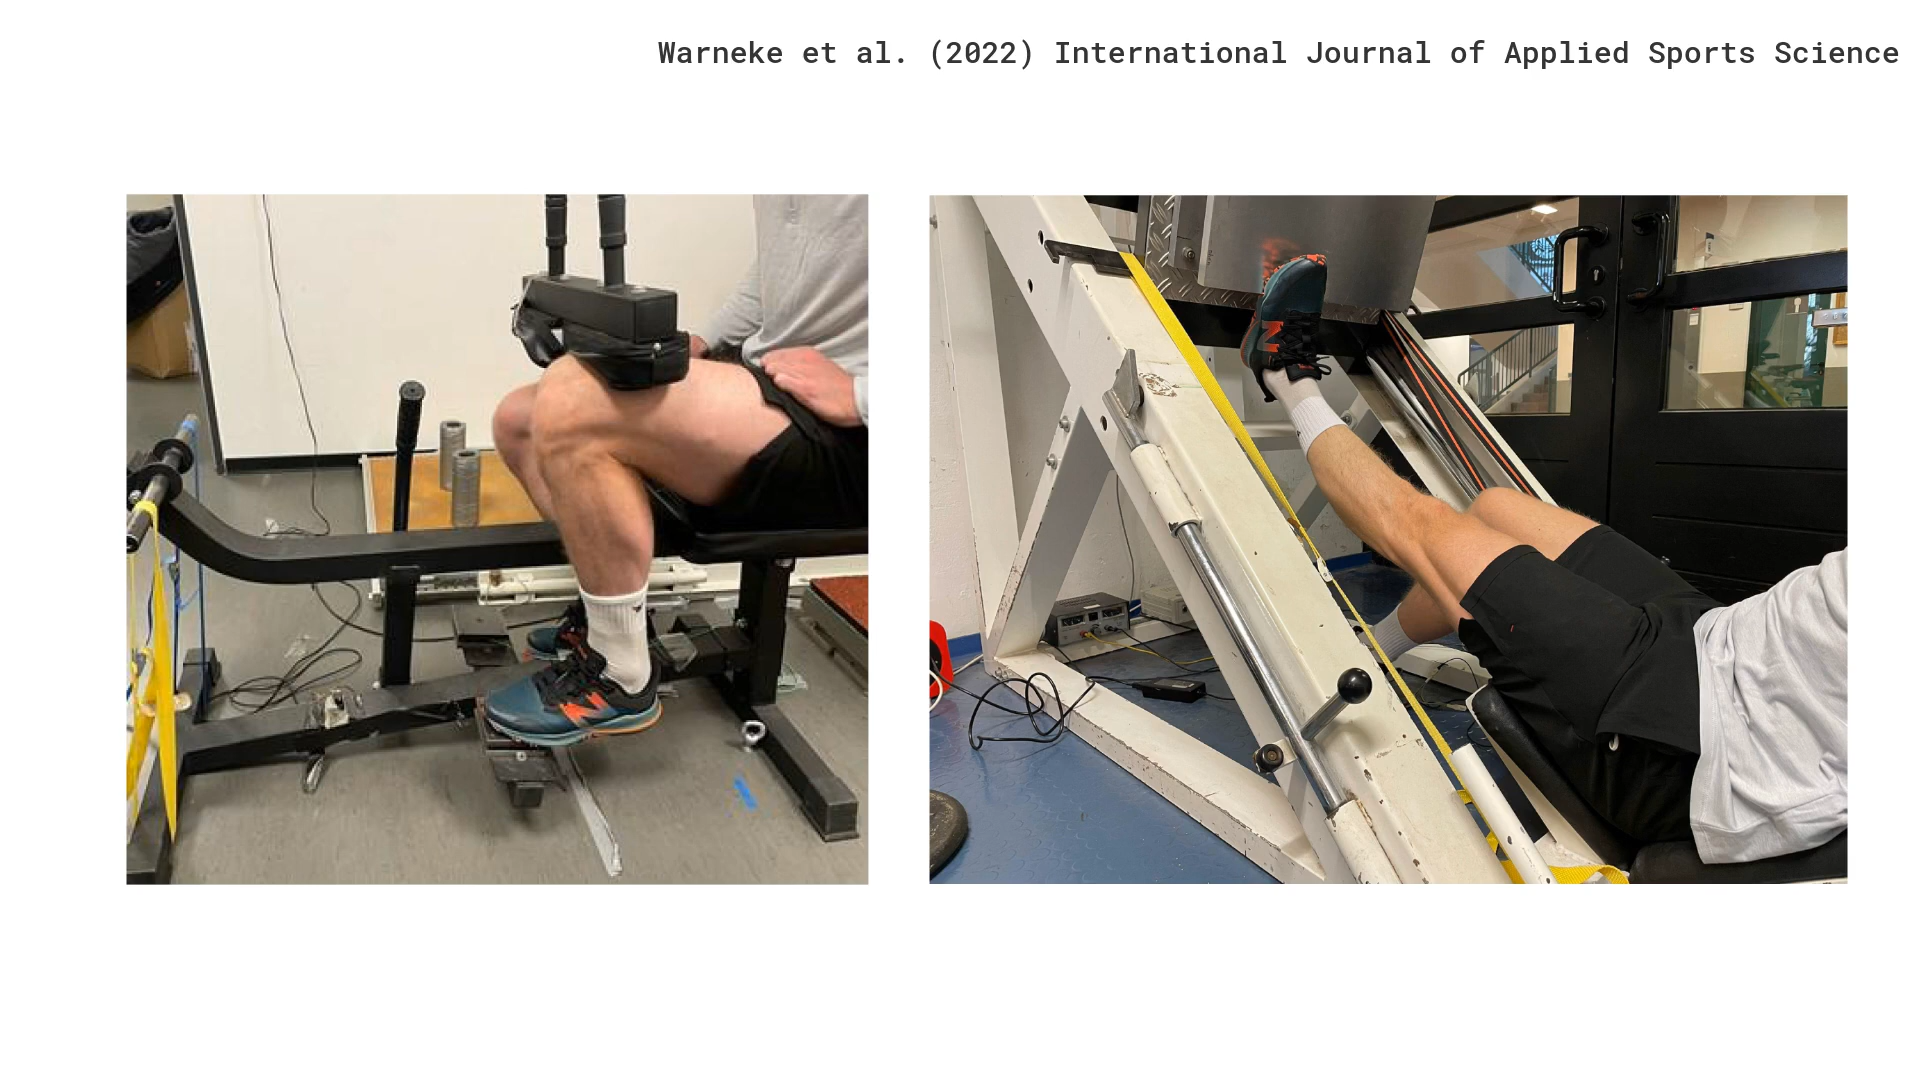 Warneke et al. (2022) International Journal of Applied Sports Science
N
N